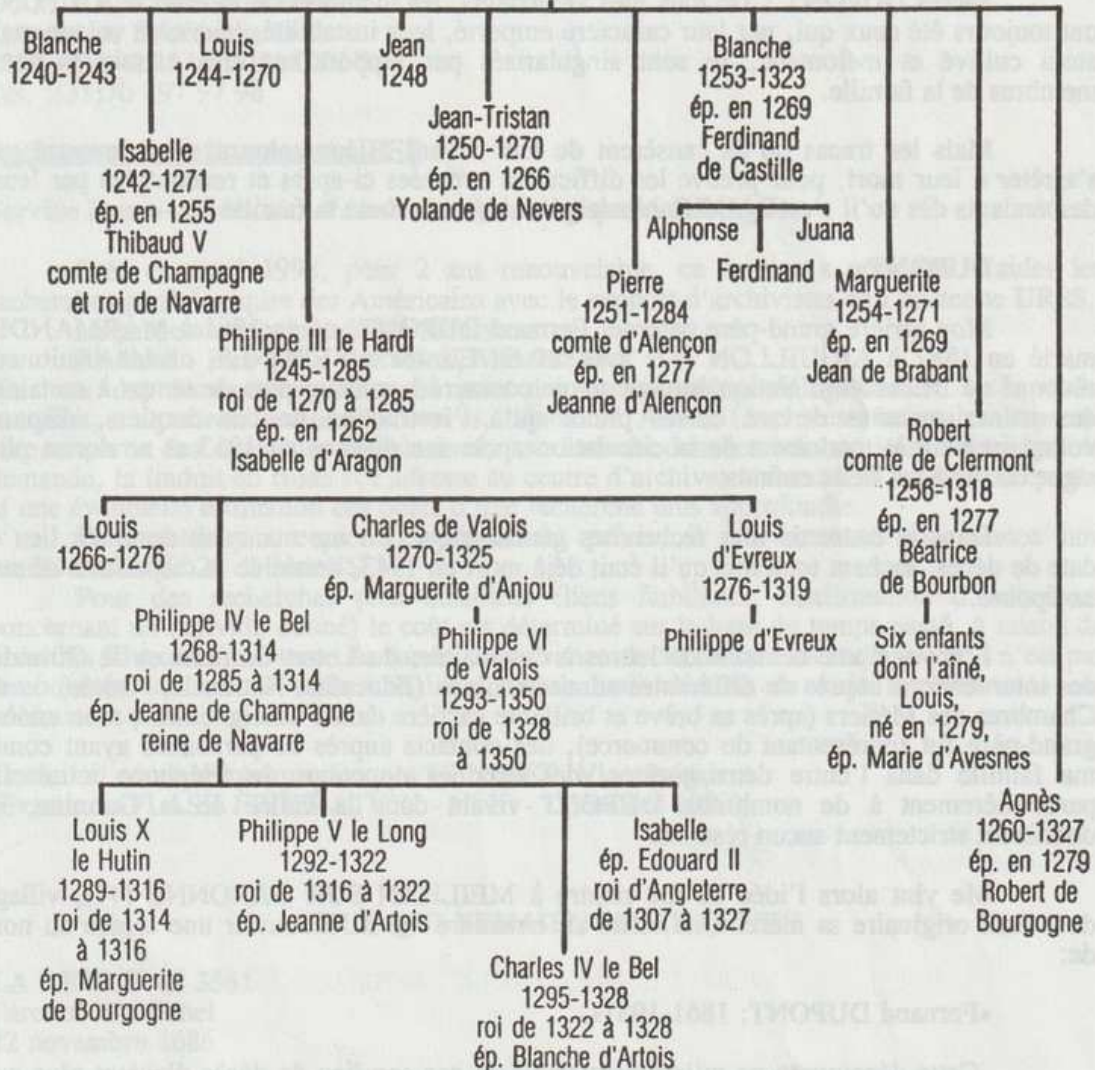 Blanche
1240-1243
Louis
1244-1270
Jean
1248
Blanche
1253-1323
ép. en 1269
Ferdinand
de Castille
Isabelle
1242-1271
ép. en 1255
Thibaud V
comte de Champagne
et roi de Navarre
Jean-Tristan
1250-1270
ép. en 1266
Yolande de Nevers
Alphonse
Juana
Ferdinand
Philippe III le Hardi
1245-1285
roi de 1270 à 1285
ép. en 1262
Isabelle d'Aragon
Pierre
1251-1284
comte d'Alençon
ép. en 1277
Jeanne d'Alençon
Marguerite
1254-1271
ép. en 1269
Jean de Brabant
Robert
comte de Clermont
1256-1318
ép. en 1277
Béatrice
de Bourbon
Six enfants
dont l'aîné,
Louis,
né en 1279,
ép. Marie d'Avesnes
Agnès
1260-1327
ép. en 1279
Robert de
Bourgogne
Louis
1266-1276
Charles de Valois
1270-1325
ép. Marguerite d'Anjou
Louis
d'Evreux
1276-1319
Philippe IV le Bel
1268-1314
roi de 1285 à 1314
ép. Jeanne de Champagne
reine de Navarre
Philippe VI
de Valois
1293-1350
roi de 1328
à 1350
Philippe d'Evreux
Louis X
le Hutin
1289-1316
roi de 1314
à 1316
ép. Marguerite
de Bourgogne
Philippe V le Long
1292-1322
roi de 1316 à 1322
ép. Jeanne d'Artois
Isabelle
ép. Edouard II
roi d'Angleterre
de 1307 à 1327
Charles IV le Bel
1295-1328
roi de 1322 à 1328
ép. Blanche d'Artois